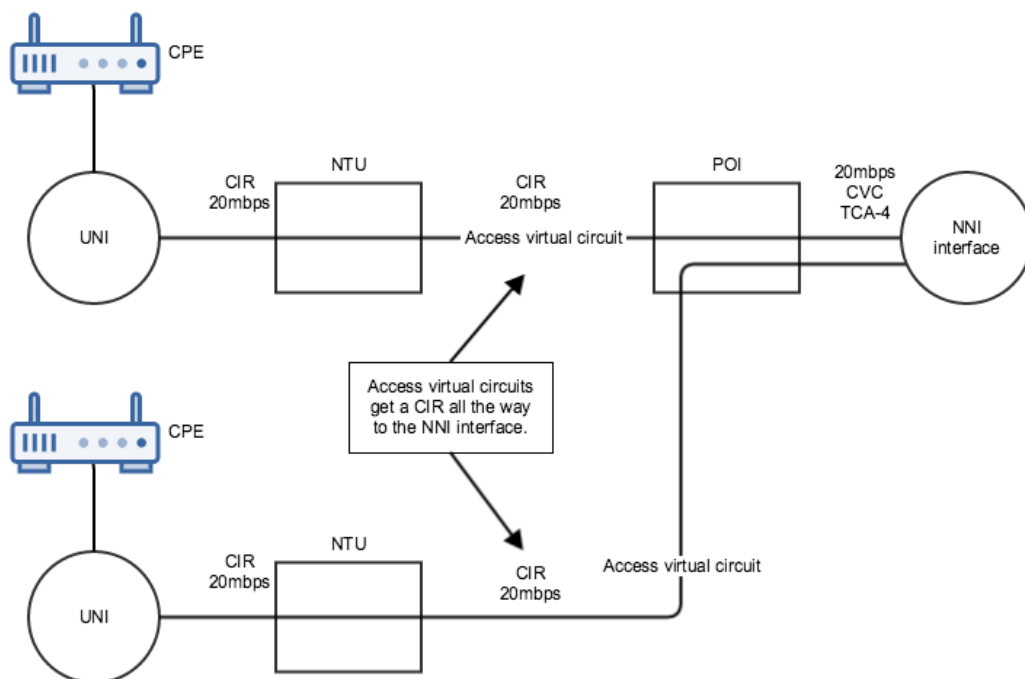 CPE
NTU
POI
CIR
20mbps
CIR
20mbps
20mbps
CVC
TCA-4
UNI
Access virtual circuit
NNI
interface
Access virtual circuits
get a CIR all the way
to the NNI interface.
CPE
NTU
CIR
20mbps
CIR
20mbps
Access virtual circuit
UNI